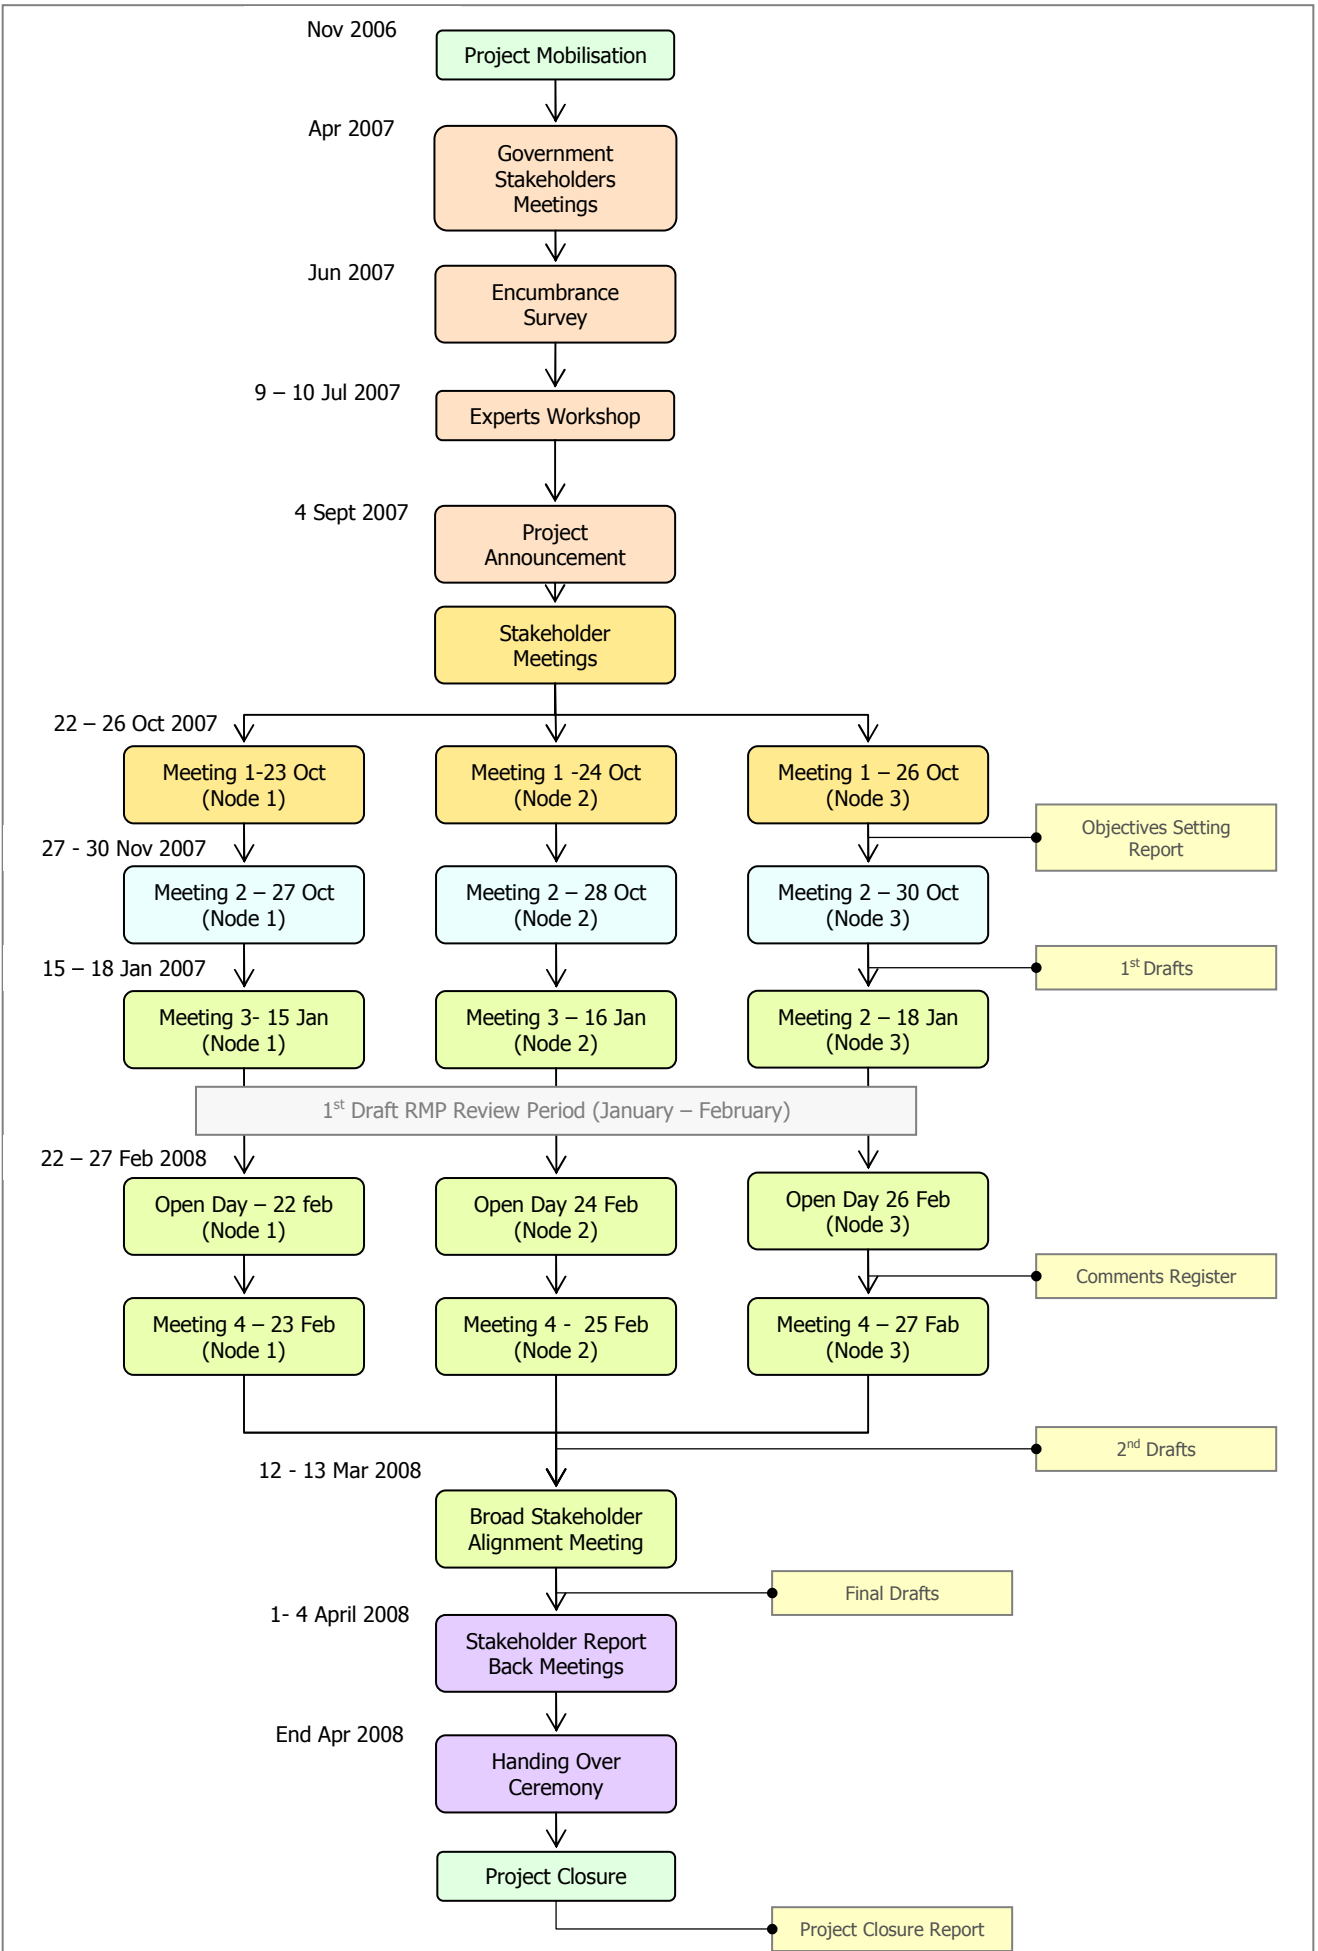 Nov 2006
Project Mobilisation
Apr 2007
Government
Stakeholders
Meetings
Jun 2007
Encumbrance
Survey
9 – 10 Jul 2007
Experts Workshop
4 Sept 2007
Project
Announcement
Stakeholder
Meetings
22 – 26 Oct 2007
Meeting 1-23 Oct
(Node 1)
Meeting 1 -24 Oct
(Node 2)
Meeting 1 – 26 Oct
(Node 3)
Objectives Setting
Report
27 - 30 Nov 2007
Meeting 2 – 27 Oct
(Node 1)
Meeting 2 – 28 Oct
(Node 2)
Meeting 2 – 30 Oct
(Node 3)
1st Drafts
15 – 18 Jan 2007
Meeting 3- 15 Jan
(Node 1)
Meeting 3 – 16 Jan
(Node 2)
Meeting 2 – 18 Jan
(Node 3)
1st Draft RMP Review Period (January – February)
22 – 27 Feb 2008
Open Day – 22 feb
(Node 1)
Open Day 24 Feb
(Node 2)
Open Day 26 Feb
(Node 3)
Comments Register
Meeting 4 – 23 Feb
(Node 1)
Meeting 4 -  25 Feb
(Node 2)
Meeting 4 – 27 Fab
(Node 3)
2nd Drafts
12 - 13 Mar 2008
Broad Stakeholder
Alignment Meeting
Final Drafts
1- 4 April 2008
Stakeholder Report
Back Meetings
End Apr 2008
Handing Over
Ceremony
Project Closure
Project Closure Report